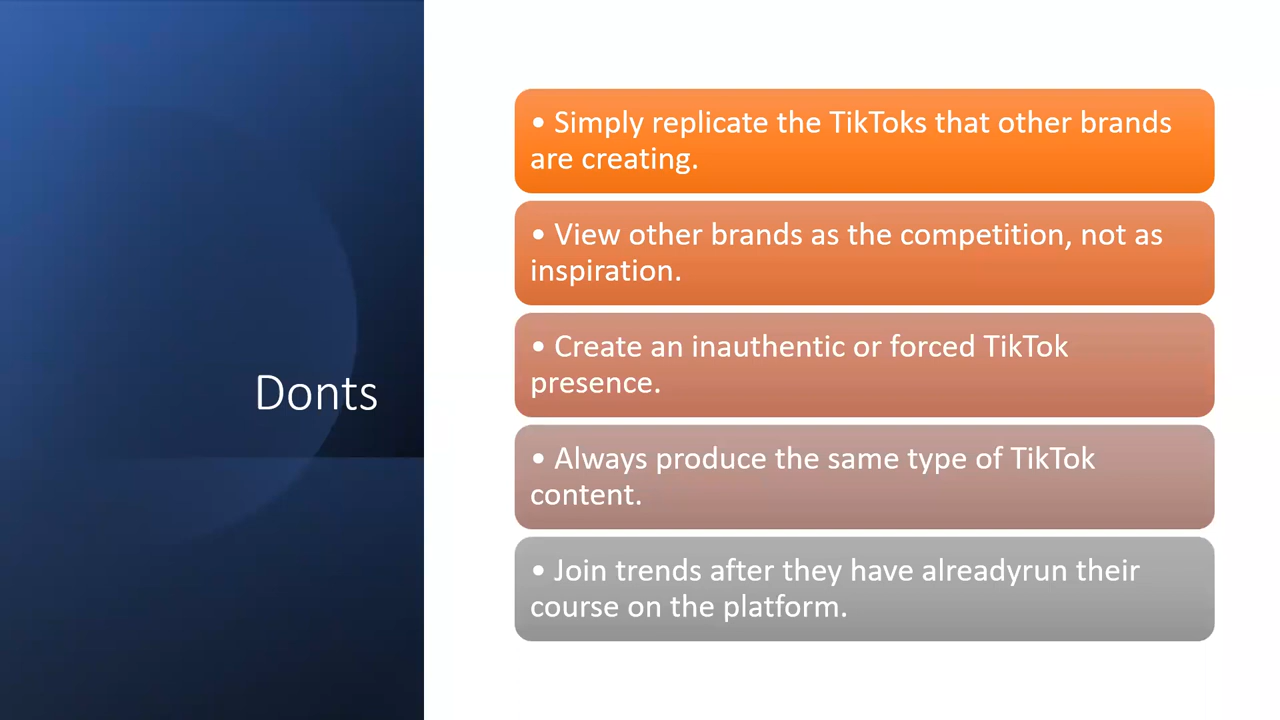 Donts
• Simply replicate the TikToks that other brands
are creating.
• View other brands as the competition, not as
inspiration.
• Create an inauthentic or forced TikTok
presence.
• Always produce the same type of TikTok
content.
• Join trends after they have alreadyrun their
course on the platform.